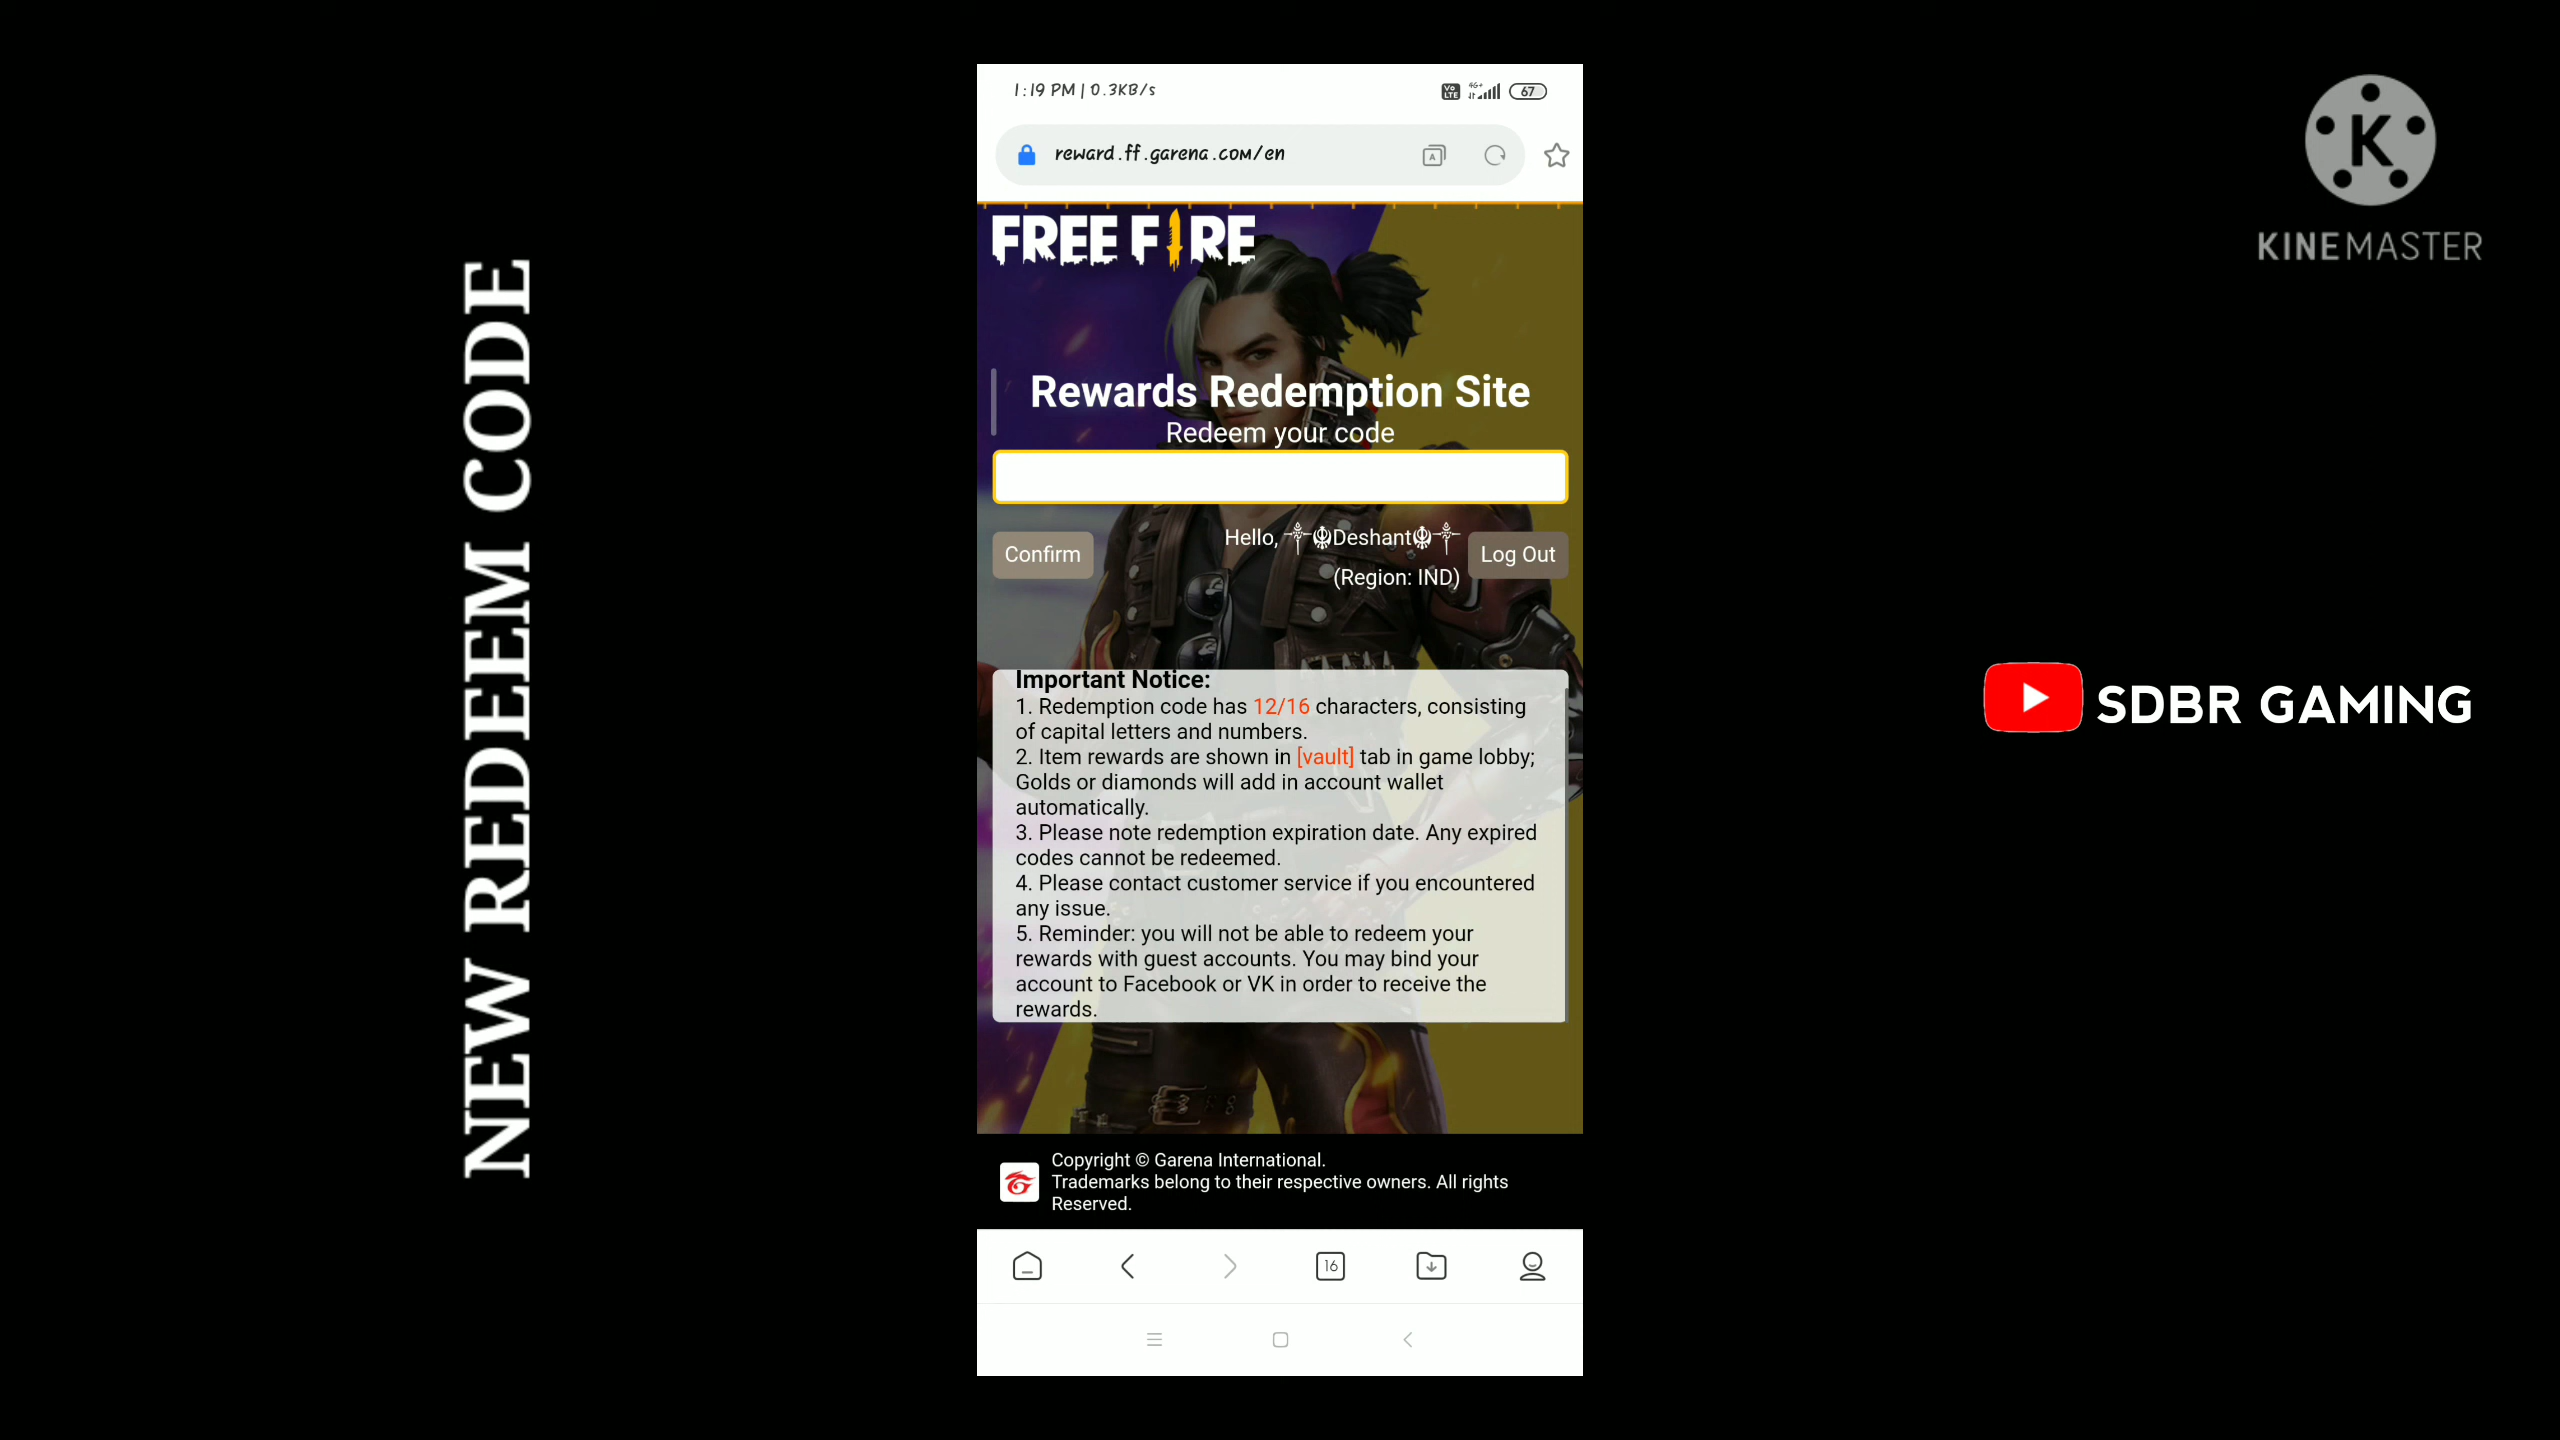 NEW REDEEM CODE
1:19 PM | 0.3KB/s
Vo LTE
4G+
67
reward.ff.garena.com/en
A
FREE FIRE
Rewards Redemption Site
Redeem your code
Confirm
Hello, ༒☬Deshant☬༒
(Region: IND)
Log Out
Important Notice:
1. Redemption code has 12/16 characters, consisting
of capital letters and numbers.
2. Item rewards are shown in [vault] tab in game lobby;
Golds or diamonds will add in account wallet
automatically.
3. Please note redemption expiration date. Any expired
codes cannot be redeemed.
4. Please contact customer service if you encountered
any issue.
5. Reminder: you will not be able to redeem your
rewards with guest accounts. You may bind your
account to Facebook or VK in order to receive the
rewards.
Copyright © Garena International.
Trademarks belong to their respective owners. All rights
Reserved.
16
K
KINEMASTER
SDBR GAMING